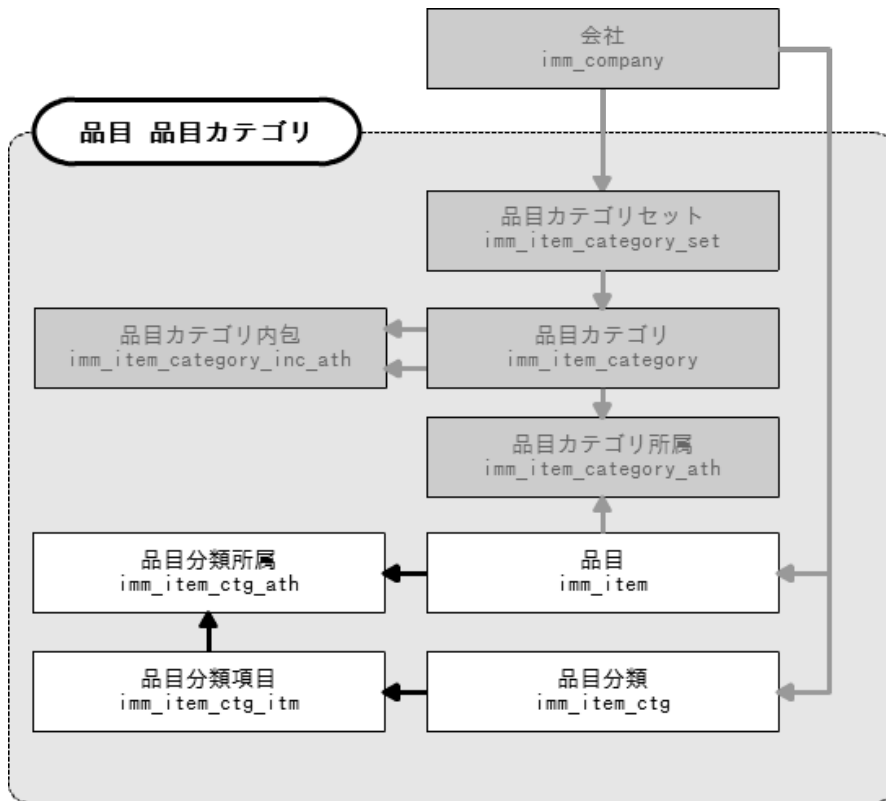 会社
imm_company
品目 品目カテゴリ
品目カテゴリセット
imm_item_category_set
品目カテゴリ内包
imm_item_category_inc_ath
品目カテゴリ
imm_item_category
品目カテゴリ所属
imm_item_category_ath
品目分類所属
imm_item_ctg_ath
品目
imm_item
品目分類項目
imm_item_ctg_itm
品目分類
imm_item_ctg